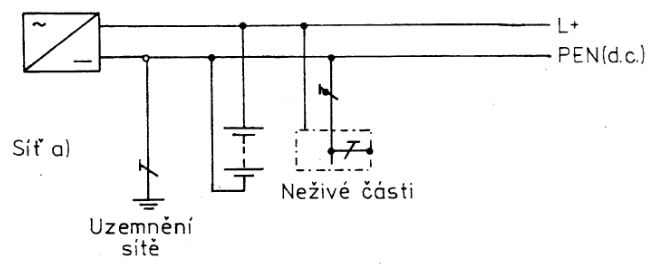 L+
PEN(d.c.)
Síť a)
Neživé části
Uzemnění
sítě